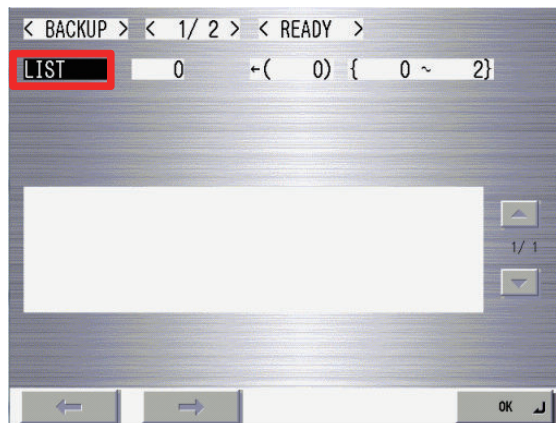 < BACKUP > < 1/ 2 > < READY >
LIST 0 ←( 0) { 0 ~ 2}
1/ 1
OK